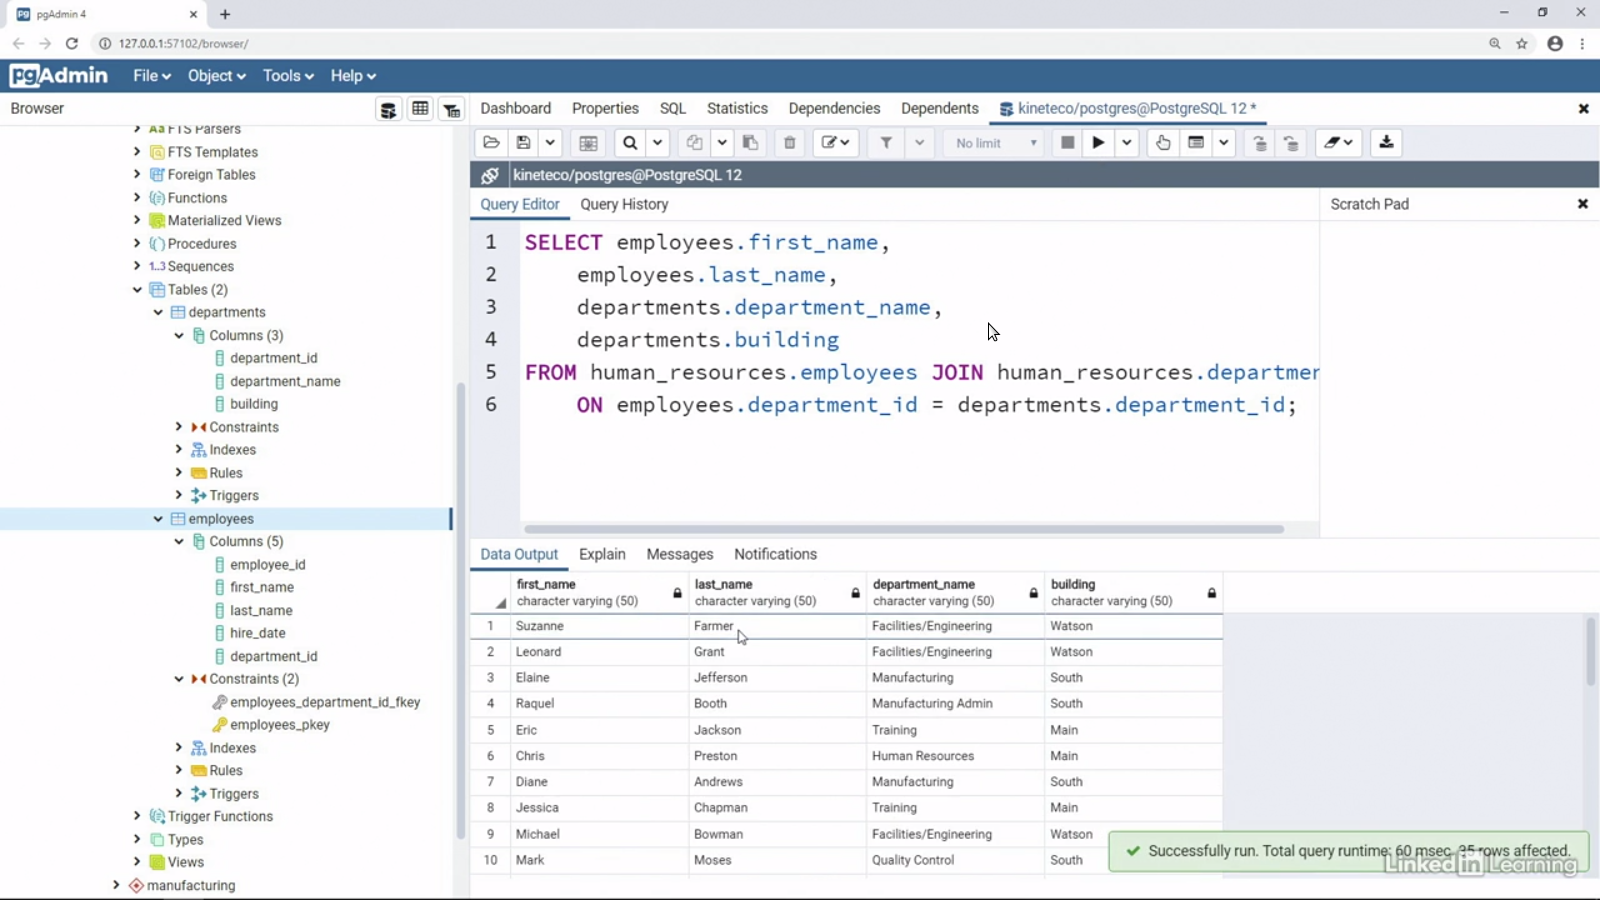 pgAdmin 4
127.0.0.1:57102/browser/
pgAdmin File Object Tools Help
Browser
Dashboard Properties SQL Statistics Dependencies Dependents kineteco/postgres@PostgreSQL 12 *
No limit
kineteco/postgres@PostgreSQL 12
Query Editor Query History
Scratch Pad
FTS Parsers
FTS Templates
Foreign Tables
Functions
Materialized Views
Procedures
1..3 Sequences
Tables (2)
departments
Columns (3)
department_id
department_name
building
Constraints
Indexes
Rules
Triggers
employees
Columns (5)
employee_id
first_name
last_name
hire_date
department_id
Constraints (2)
employees_department_id_fkey
employees_pkey
Indexes
Rules
Triggers
Trigger Functions
Types
Views
manufacturing
1 SELECT employees.first_name,
2 employees.last_name,
3 departments.department_name,
4 departments.building
5 FROM human_resources.employees JOIN human_resources.departmen
6 ON employees.department_id = departments.department_id;
Data Output Explain Messages Notifications
first_name last_name department_name building
character varying (50) character varying (50) character varying (50) character varying (50)
1 Suzanne Farmer Facilities/Engineering Watson
2 Leonard Grant Facilities/Engineering Watson
3 Elaine Jefferson Manufacturing South
4 Raquel Booth Manufacturing Admin South
5 Eric Jackson Training Main
6 Chris Preston Human Resources Main
7 Diane Andrews Manufacturing South
8 Jessica Chapman Training Main
9 Michael Bowman Facilities/Engineering Watson
10 Mark Moses Quality Control South
Successfully run. Total query runtime: 60 msec. 35 rows affected.
Linked in Learning